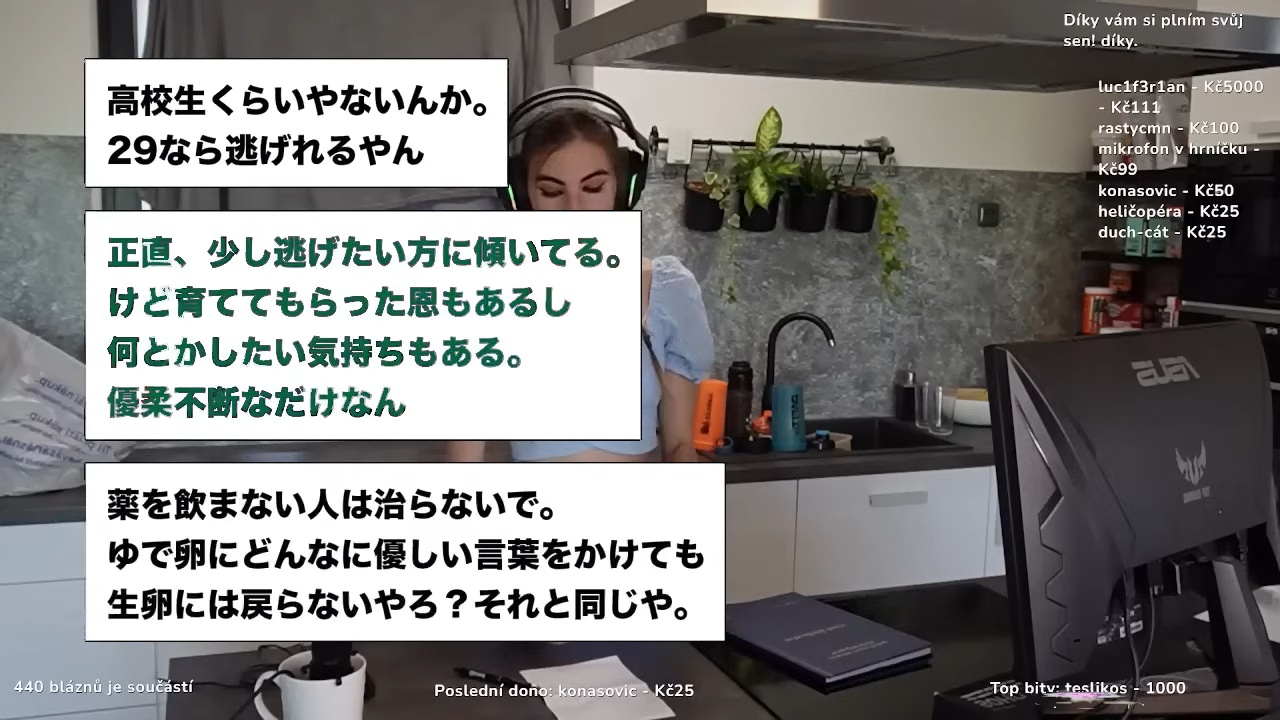 Díky vám si plním svůj
sen! díky.
luc1f3r1an - Kč5000
- Kč111
rastycmn - Kč100
mikrofon v hrníčku -
Kč99
konasovic - Kč50
heličopéra - Kč25
duch-cát - Kč25
高校生くらいやないんか。
29なら逃げれるやん
正直、少し逃げたい方に傾いてる。
けど育ててもらった恩もあるし
何とかしたい気持ちもある。
優柔不断なだけなん
薬を飲まない人は治らないで。
ゆで卵にどんなに優しい言葉をかけても
生卵には戻らないやろ？それと同じや。
440 bláznů je součástí
Poslední doňo: konasovic - Kč25
Top bity: teslikos - 1000